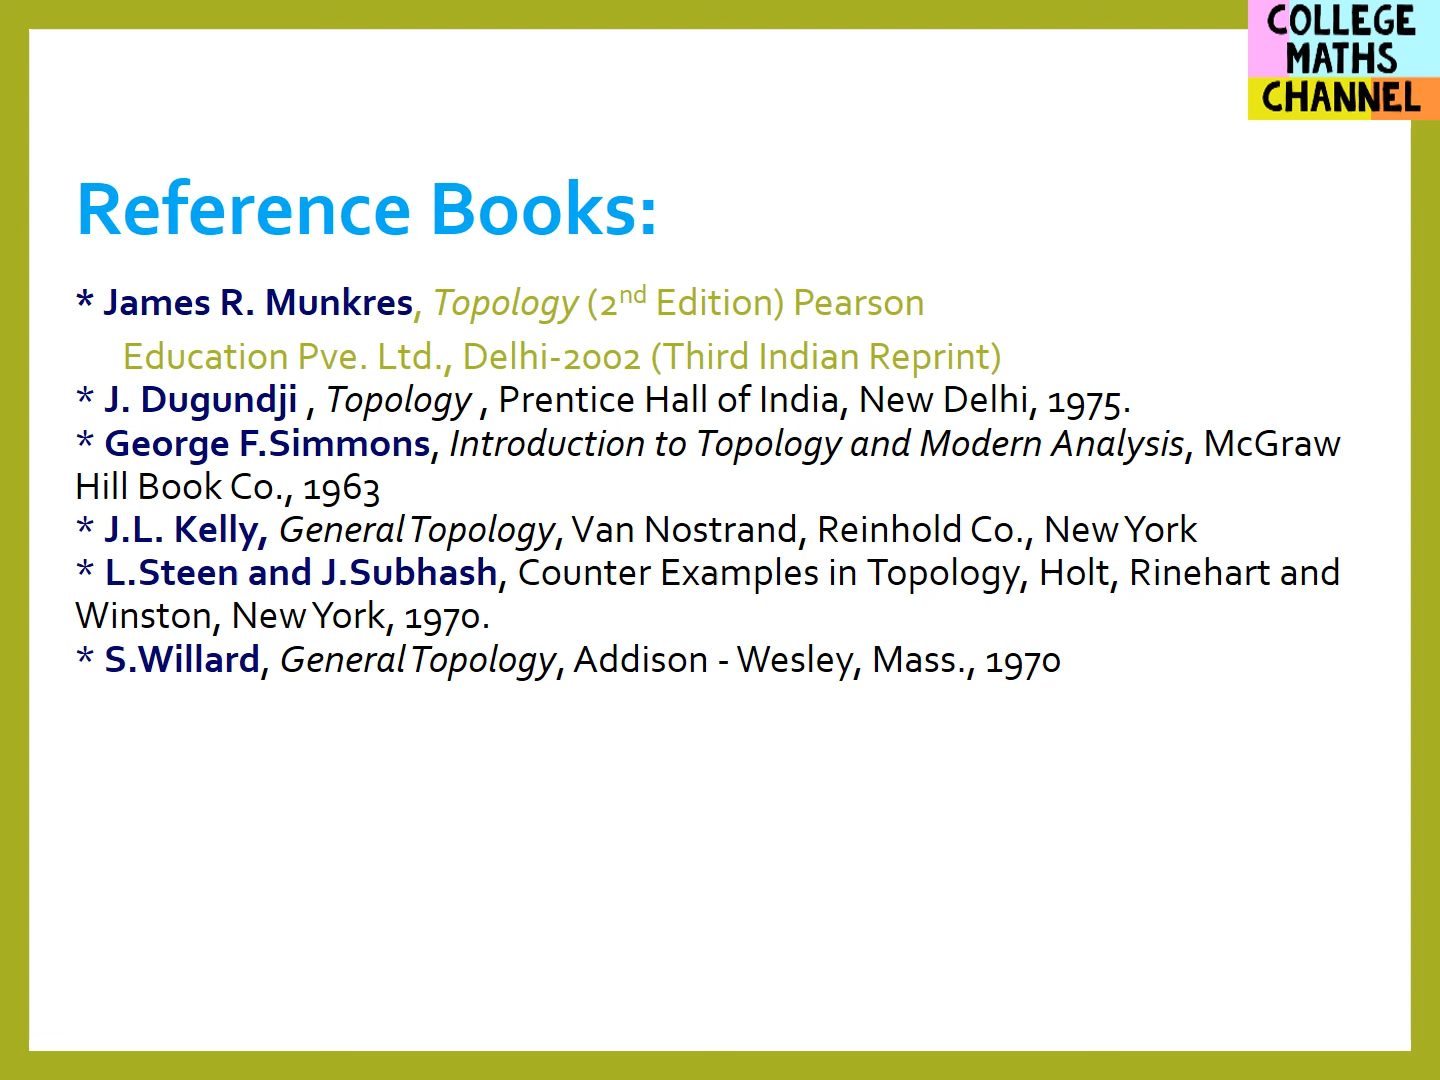 COLLEGE
MATHS
CHANNEL
Reference Books:
* James R. Munkres, Topology (2nd Edition) Pearson
Education Pve. Ltd., Delhi-2002 (Third Indian Reprint)
* J. Dugundji , Topology , Prentice Hall of India, New Delhi, 1975.
* George F.Simmons, Introduction to Topology and Modern Analysis, McGraw
Hill Book Co., 1963
* J.L. Kelly, General Topology, Van Nostrand, Reinhold Co., New York
* L.Steen and J.Subhash, Counter Examples in Topology, Holt, Rinehart and
Winston, New York, 1970.
* S.Willard, General Topology, Addison - Wesley, Mass., 1970